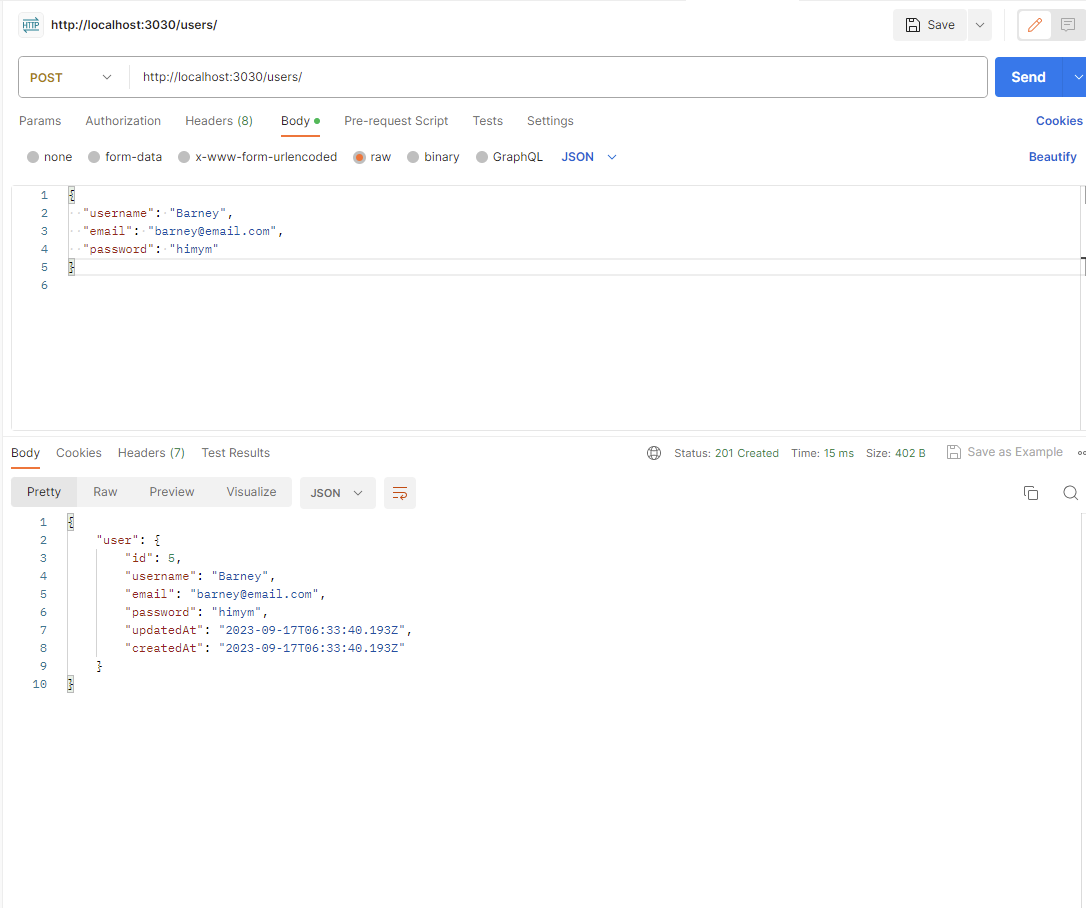 HTTP http://localhost:3030/users/ Save
POST http://localhost:3030/users/ Send
Params Authorization Headers (8) Body Pre-request Script Tests Settings Cookies
none form-data x-www-form-urlencoded raw binary GraphQL JSON Beautify
1 {
2 "username": "Barney",
3 "email": "barney@email.com",
4 "password": "himym"
5 }
6
Body Cookies Headers (7) Test Results Status: 201 Created Time: 15 ms Size: 402 B Save as Example
Pretty Raw Preview Visualize JSON
1 {
2 "user": {
3 "id": 5,
4 "username": "Barney",
5 "email": "barney@email.com",
6 "password": "himym",
7 "updatedAt": "2023-09-17T06:33:40.193Z",
8 "createdAt": "2023-09-17T06:33:40.193Z"
9 }
10 }